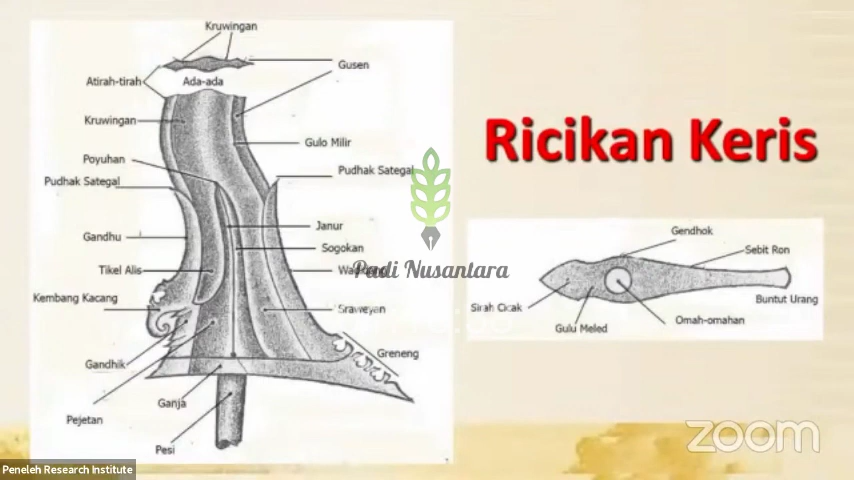 Kruwingan
Gusen
Atirah-tirah
Ada-ada
Kruwingan
Gulo Milir
Poyuhan
Pudhak Sategal
Pudhak Sategal
Janur
Gandhu
Sogokan
Tikel Alis
Padi Nusantara
Kembang Kacang
Sraweyan
Greneng
Gandhik
Ganja
Pejetan
Pesi
Ricikan Keris
Gendhok
Sebit Ron
Buntut Urang
Sirah Cicak
Omah-omahan
Gulu Meled
zoom
Peneleh Research Institute